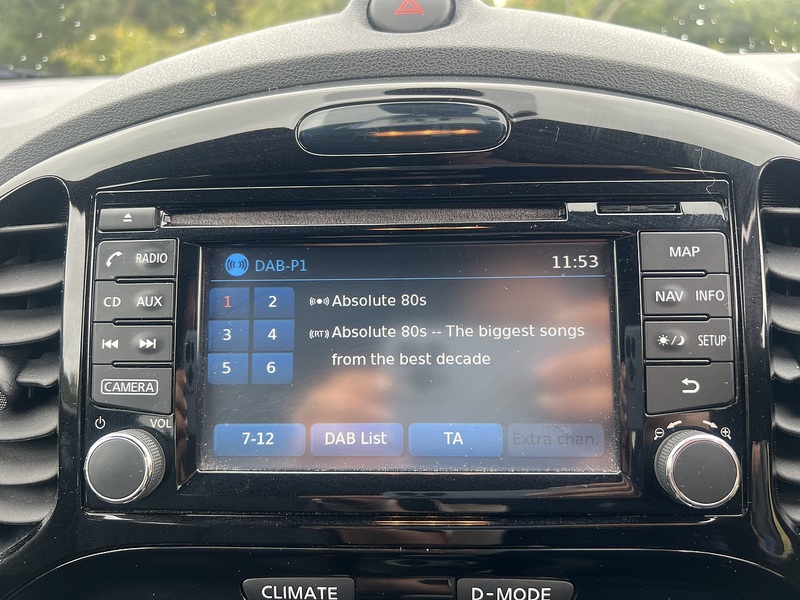 DAB-P1 11:53
RADIO
CD AUX
CAMERA
VOL
1 2
3 4
5 6
Absolute 80s
(RT) Absolute 80s -- The biggest songs
from the best decade
7-12 DAB List TA Extra chan.
MAP
NAV INFO
SETUP
CLIMATE D-MODE